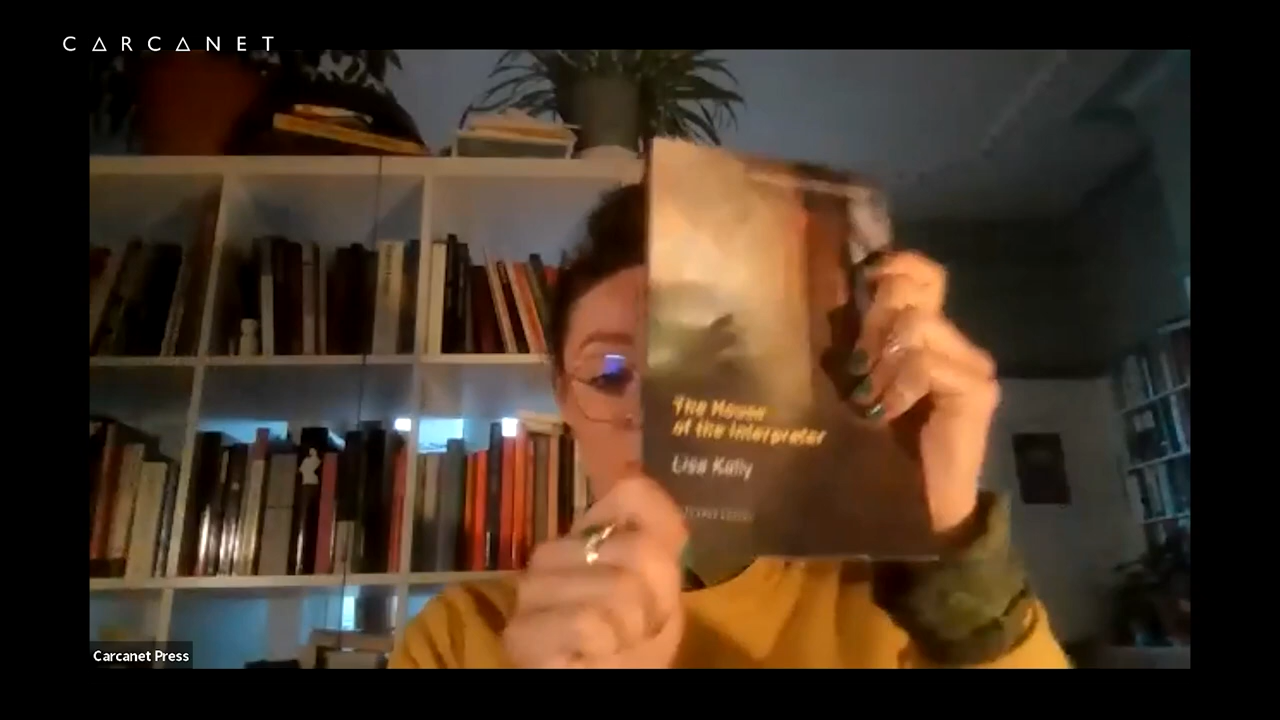 CARCANET
The House
of the Interpreter
Lisa Kelly
Carcanet Press